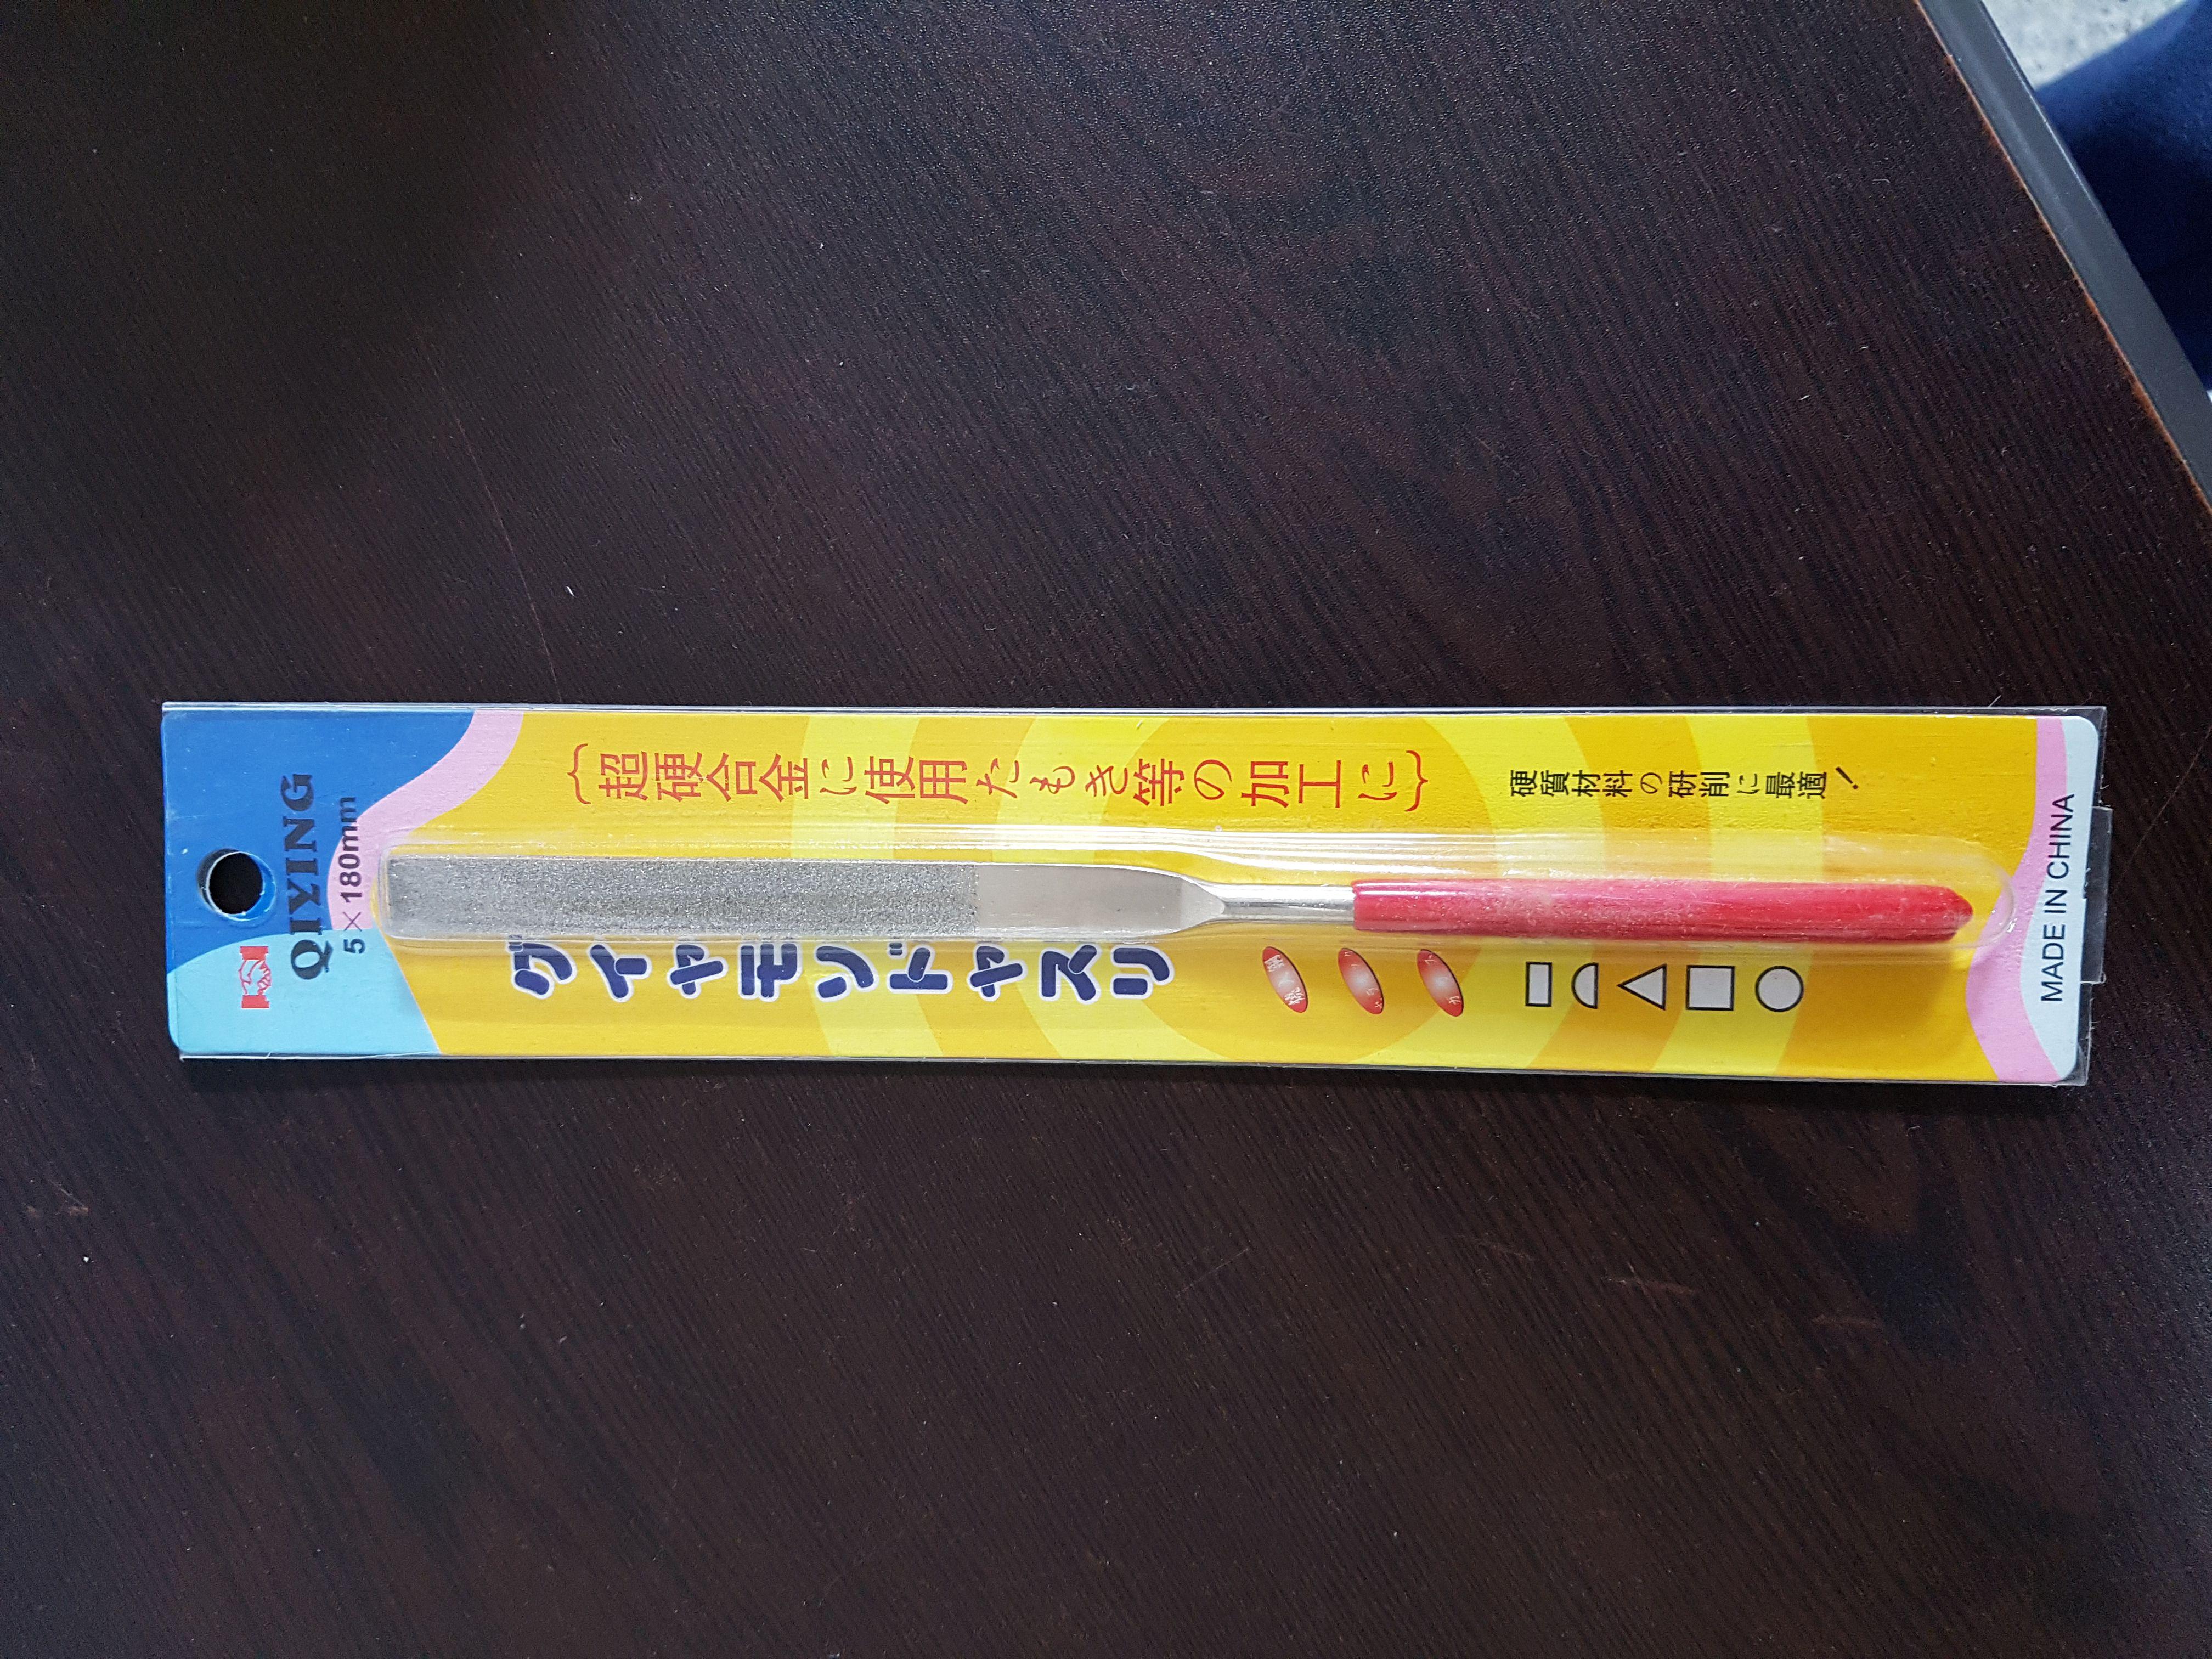 QIYING
5×180mm
{超硬合金に使用たもき等の加工に}
硬質材料の研削に最適!
ダイヤモンドヤスリ
MADE IN CHINA